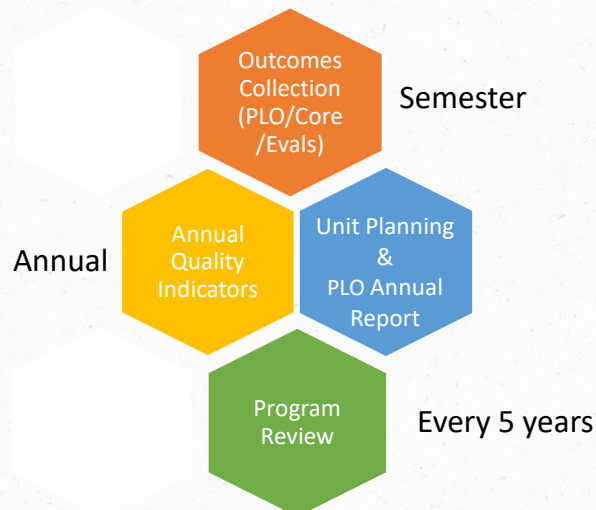 Outcomes
Collection
(PLO/Core
/Evals)
Semester
Annual
Annual
Quality
Indicators
Unit Planning
&
PLO Annual
Report
Program
Review
Every 5 years